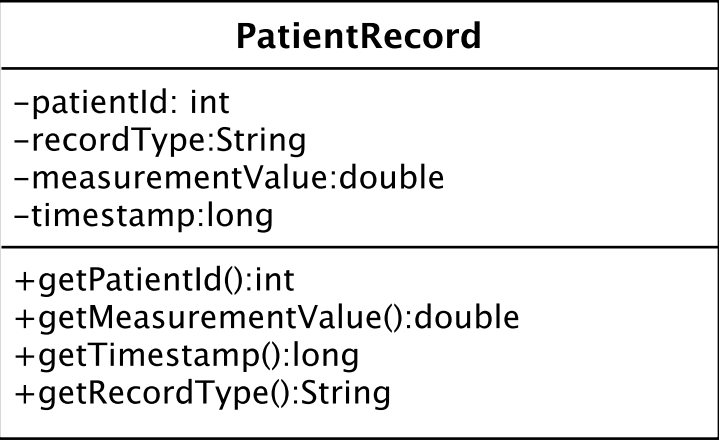 PatientRecord
-patientId: int
-recordType:String
-measurementValue:double
-timestamp:long
+getPatientId():int
+getMeasurementValue():double
+getTimestamp():long
+getRecordType():String